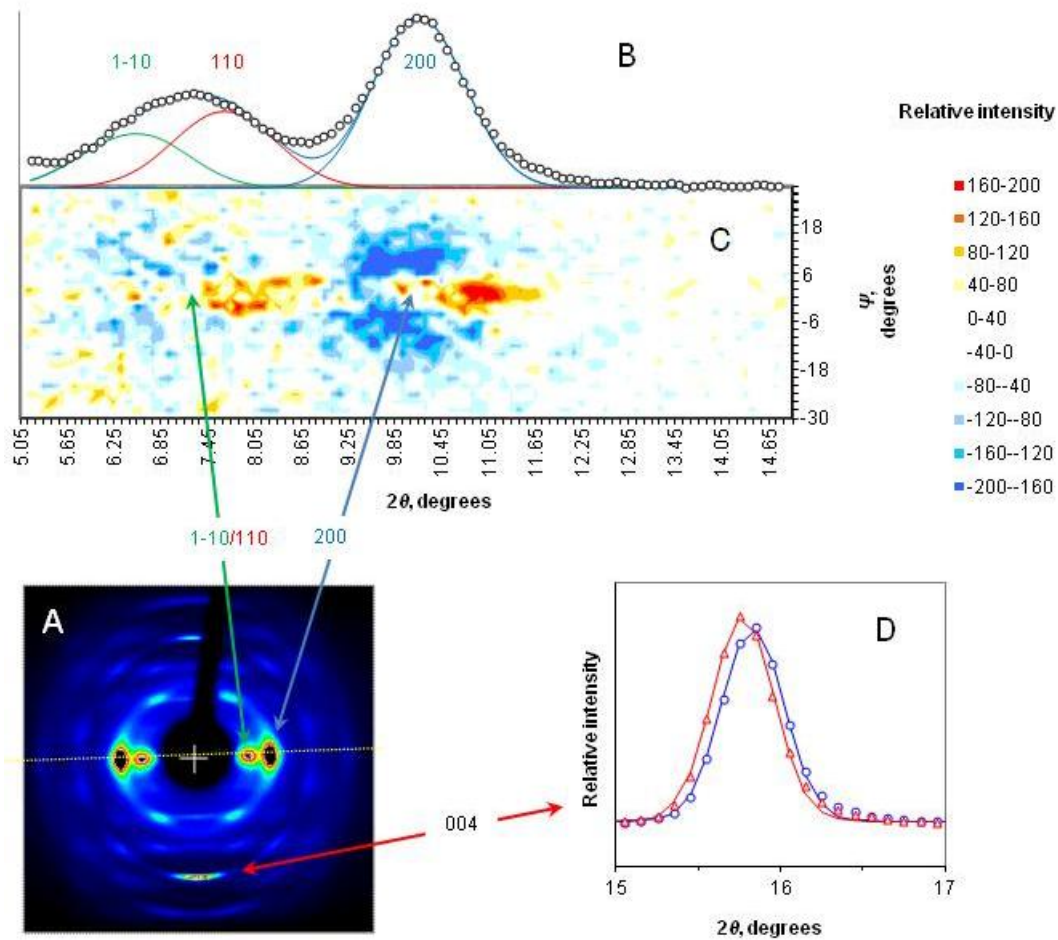 1-10 110 200 B
Relative intensity
160-200
120-160
80-120
40-80
0-40
-40-0
-80--40
-120--80
-160--120
-200--160
C
18
6
-6
-18
-30
Ψ, degrees
5.05 5.65 6.25 6.85 7.45 8.05 8.65 9.25 9.85 10.45 11.05 11.65 12.25 12.85 13.45 14.05 14.65
2θ, degrees
1-10/110 200
A
004
D
Relative intensity
15 16 17
2θ, degrees